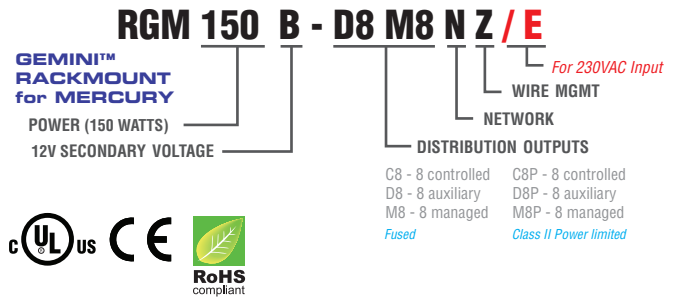 RGM 150 B - D8 M8 N Z / E
GEMINI™
RACKMOUNT
for MERCURY
For 230VAC Input
WIRE MGMT
NETWORK
POWER (150 WATTS)
12V SECONDARY VOLTAGE
DISTRIBUTION OUTPUTS
C8 - 8 controlled
D8 - 8 auxiliary
M8 - 8 managed
Fused
C8P - 8 controlled
D8P - 8 auxiliary
M8P - 8 managed
Class II Power limited
C UL US CE
RoHS
compliant